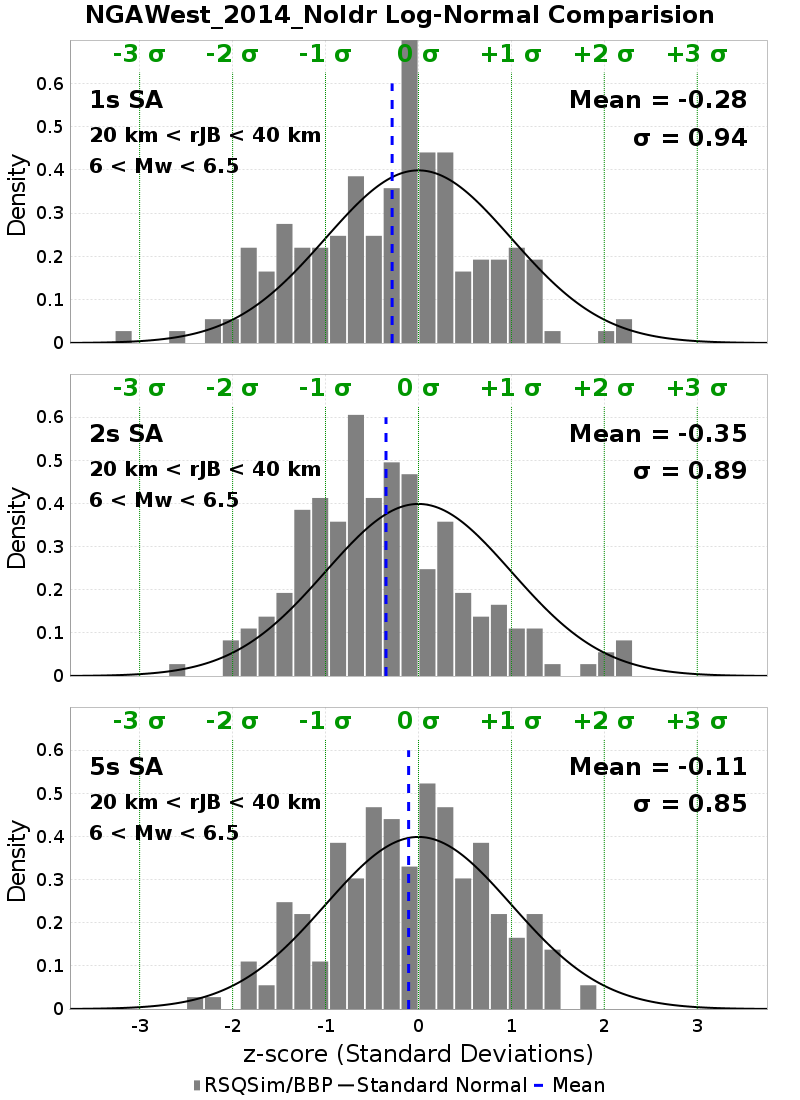 NGAWest_2014_NoIdr Log-Normal Comparision
-3 σ -2 σ -1 σ 0 σ +1 σ +2 σ +3 σ
1s SA
Mean = -0.28
20 km < rJB < 40 km
σ = 0.94
6 < Mw < 6.5
Density
0.6
0.5
0.4
0.3
0.2
0.1
0
-3 σ -2 σ -1 σ 0 σ +1 σ +2 σ +3 σ
2s SA
Mean = -0.35
20 km < rJB < 40 km
σ = 0.89
6 < Mw < 6.5
Density
0.6
0.5
0.4
0.3
0.2
0.1
0
-3 σ -2 σ -1 σ 0 σ +1 σ +2 σ +3 σ
5s SA
Mean = -0.11
20 km < rJB < 40 km
σ = 0.85
6 < Mw < 6.5
Density
0.6
0.5
0.4
0.3
0.2
0.1
0
-3 -2 -1 0 1 2 3
z-score (Standard Deviations)
RSQSim/BBP Standard Normal Mean